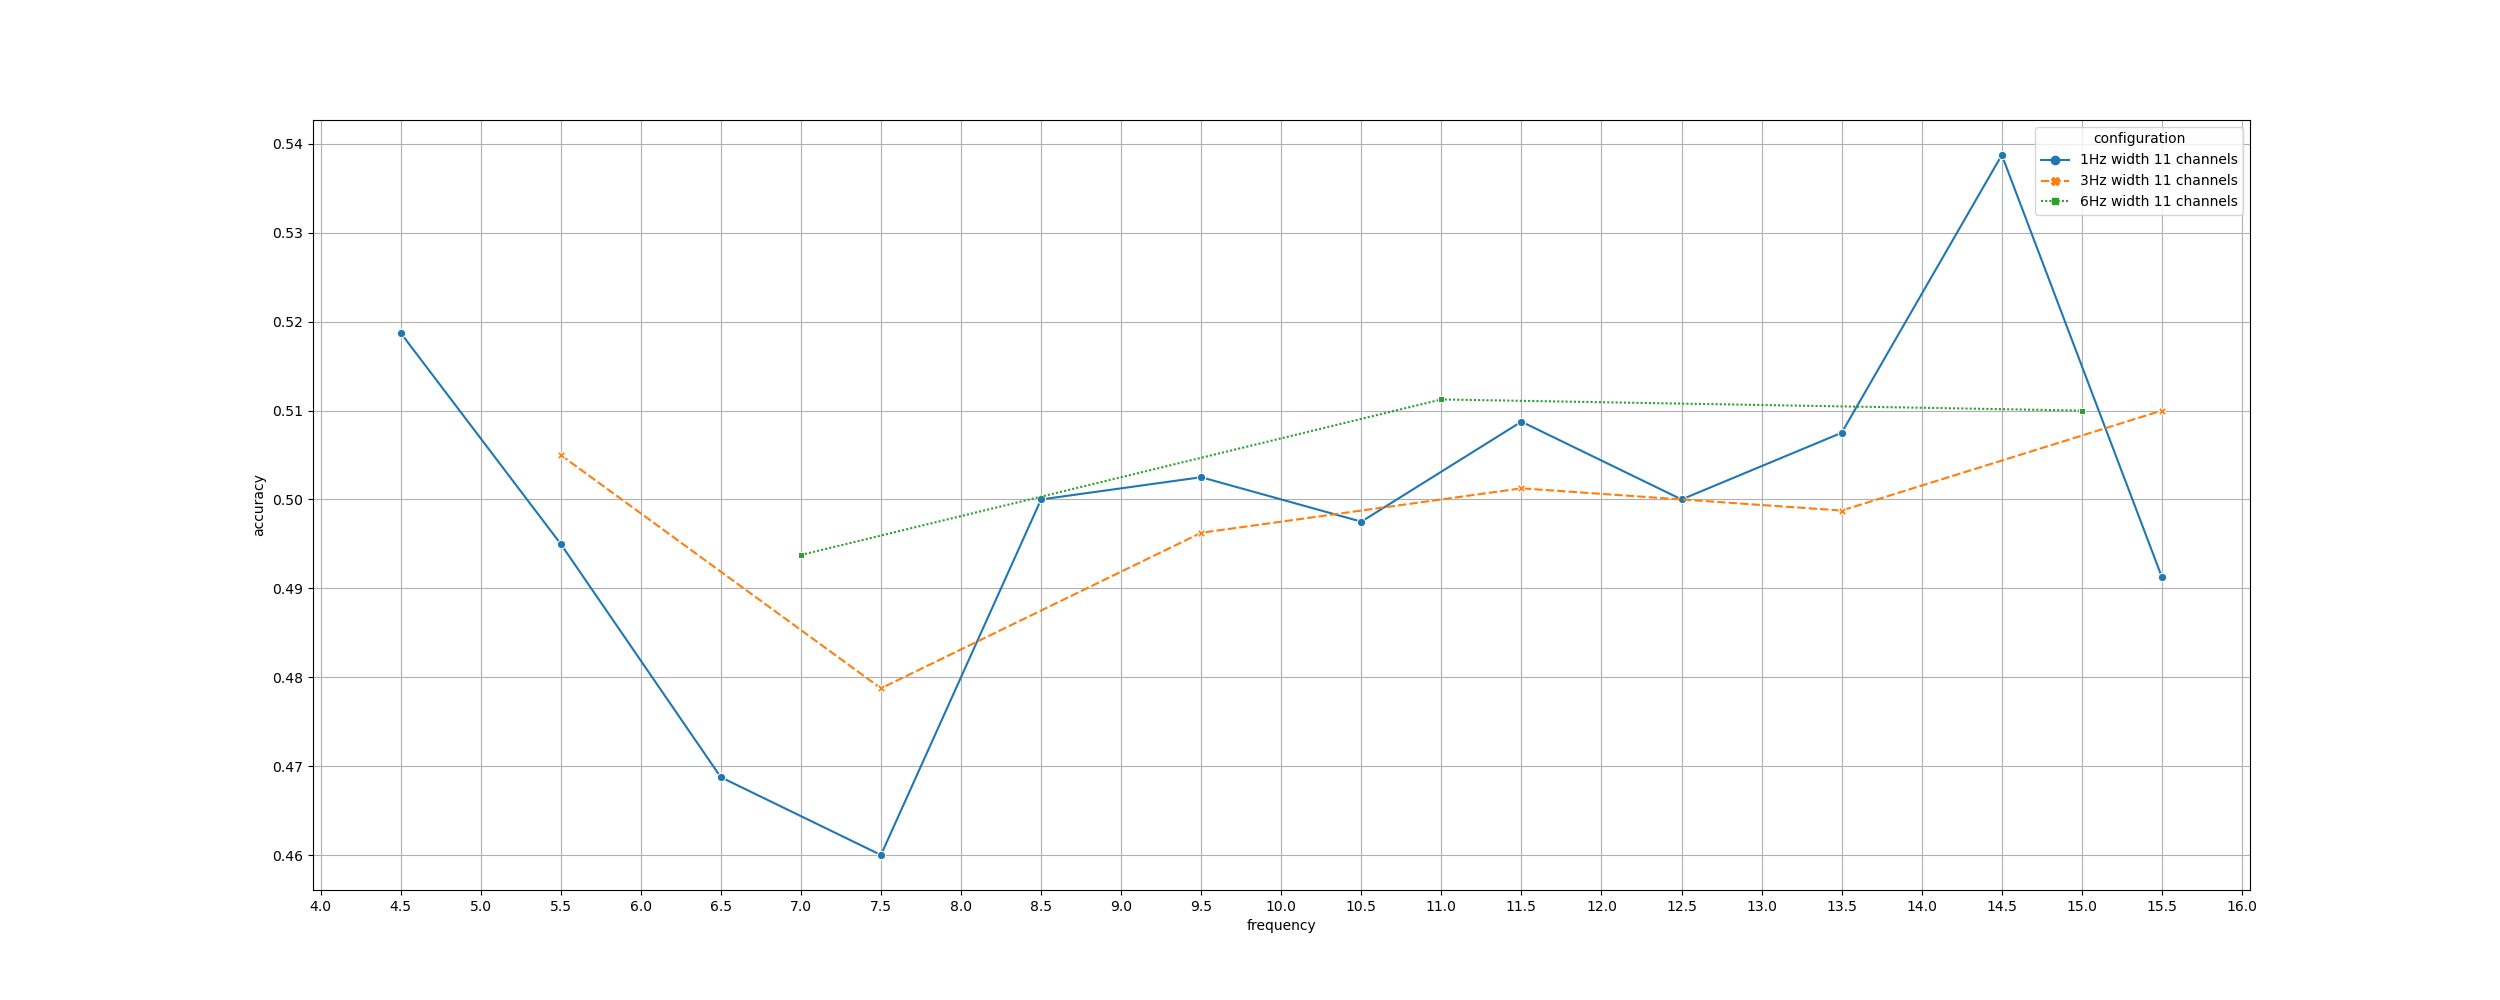 configuration
1Hz width 11 channels
3Hz width 11 channels
6Hz width 11 channels
0.54
0.53
0.52
0.51
0.50
0.49
0.48
0.47
0.46
accuracy
4.0 4.5 5.0 5.5 6.0 6.5 7.0 7.5 8.0 8.5 9.0 9.5 10.0 10.5 11.0 11.5 12.0 12.5 13.0 13.5 14.0 14.5 15.0 15.5 16.0
frequency